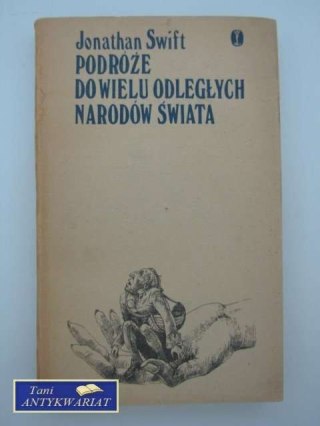 Jonathan Swift
PODRÓŻE
DO WIELU ODLEGŁYCH
NARODÓW ŚWIATA
Tani
ANTYKWARIAT